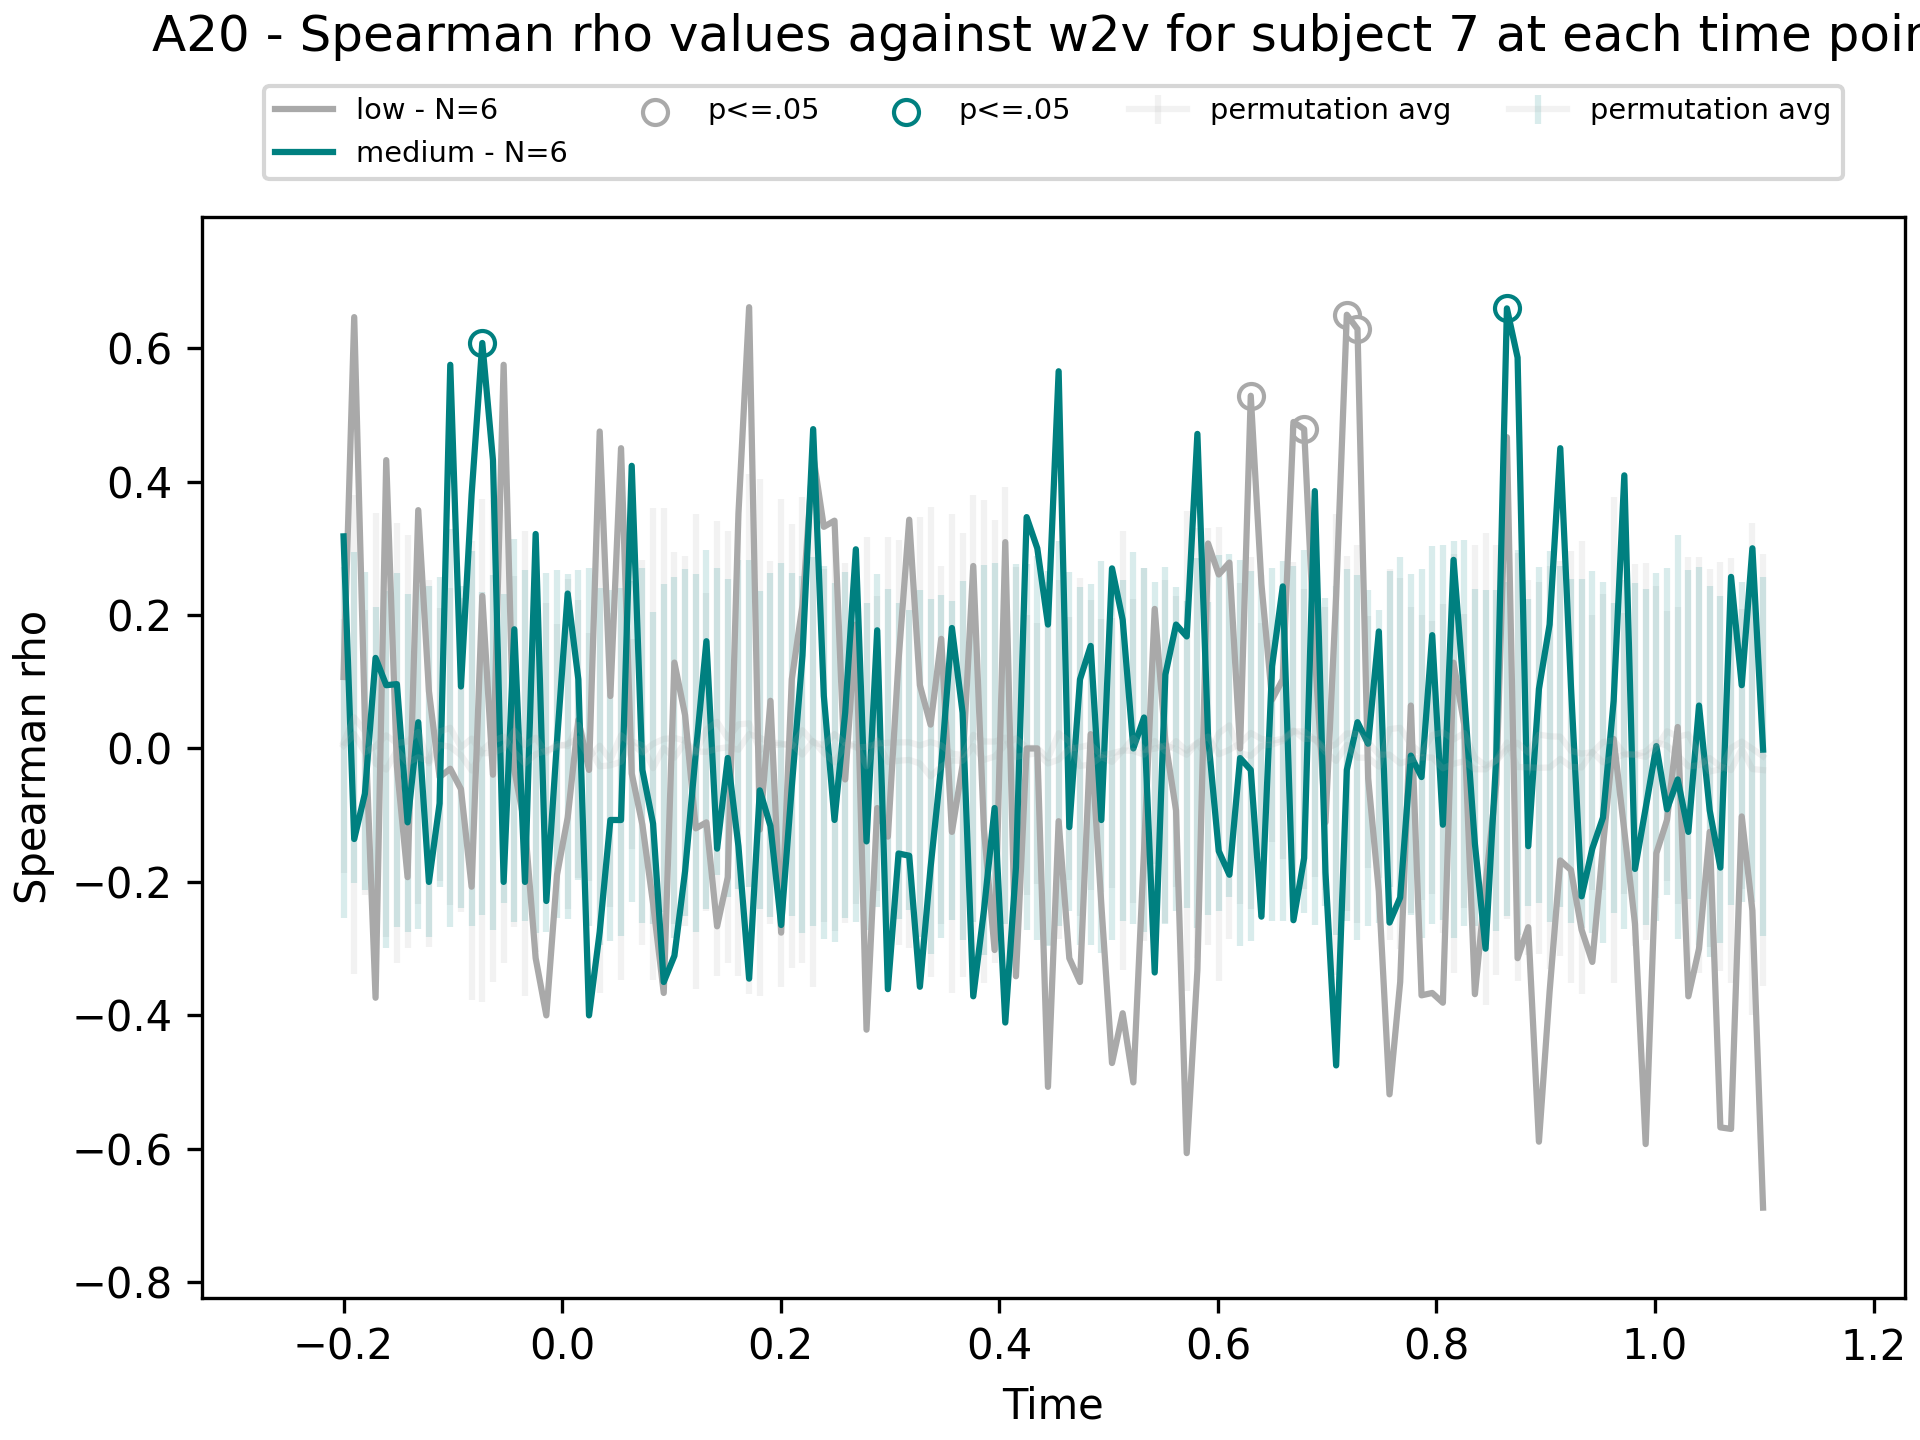 A20 - Spearman rho values against w2v for subject 7 at each time poin
low - N=6
medium - N=6
p<=.05
p<=.05
permutation avg
permutation avg
Spearman rho
0.6
0.4
0.2
0.0
−0.2
−0.4
−0.6
−0.8
−0.2
0.0
0.2
0.4
0.6
0.8
1.0
1.2
Time